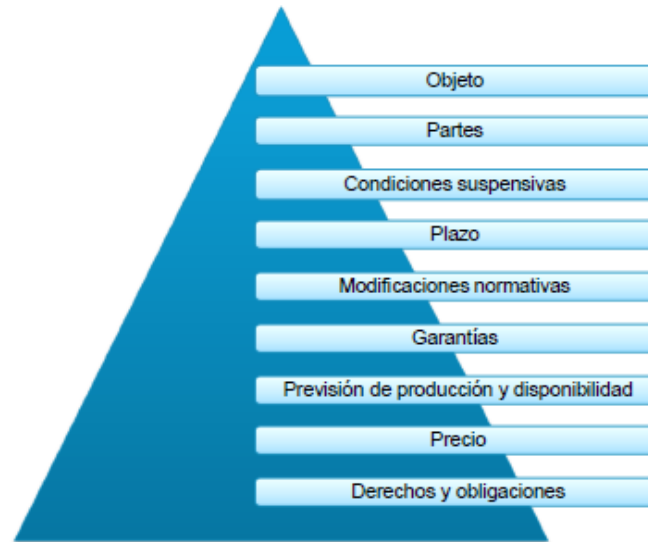 Objeto
Partes
Condiciones suspensivas
Plazo
Modificaciones normativas
Garantías
Previsión de producción y disponibilidad
Precio
Derechos y obligaciones